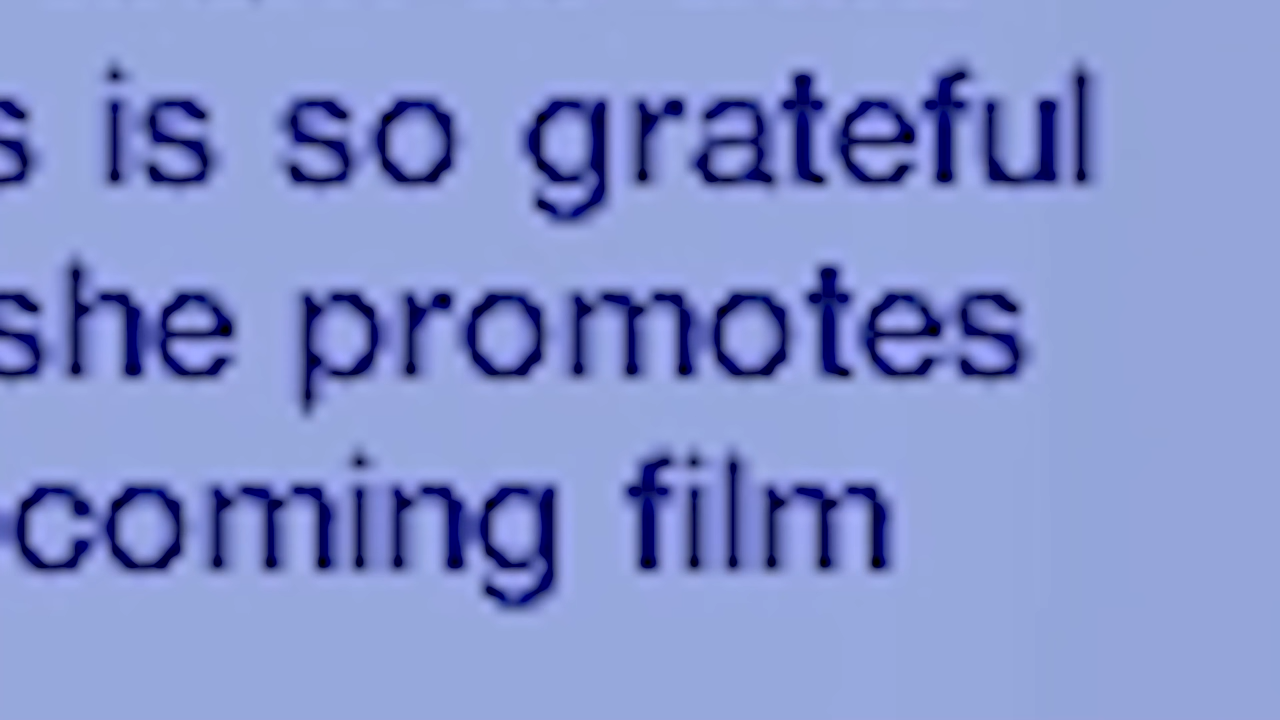 s is so grateful
she promotes
coming film